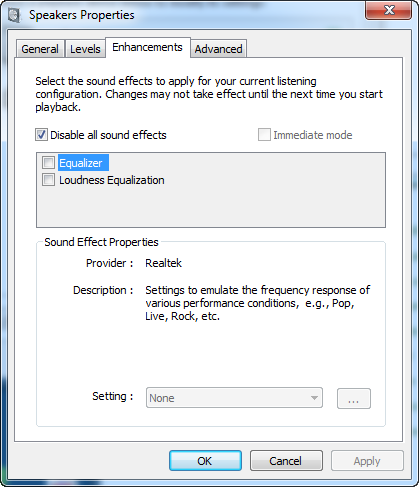 Speakers Properties
General Levels Enhancements Advanced
Select the sound effects to apply for your current listening
configuration. Changes may not take effect until the next time you start
playback.
Disable all sound effects Immediate mode
Equalizer
Loudness Equalization
Sound Effect Properties
Provider : Realtek
Description : Settings to emulate the frequency response of
various performance conditions, e.g., Pop,
Live, Rock, etc.
Setting : None ...
OK Cancel Apply